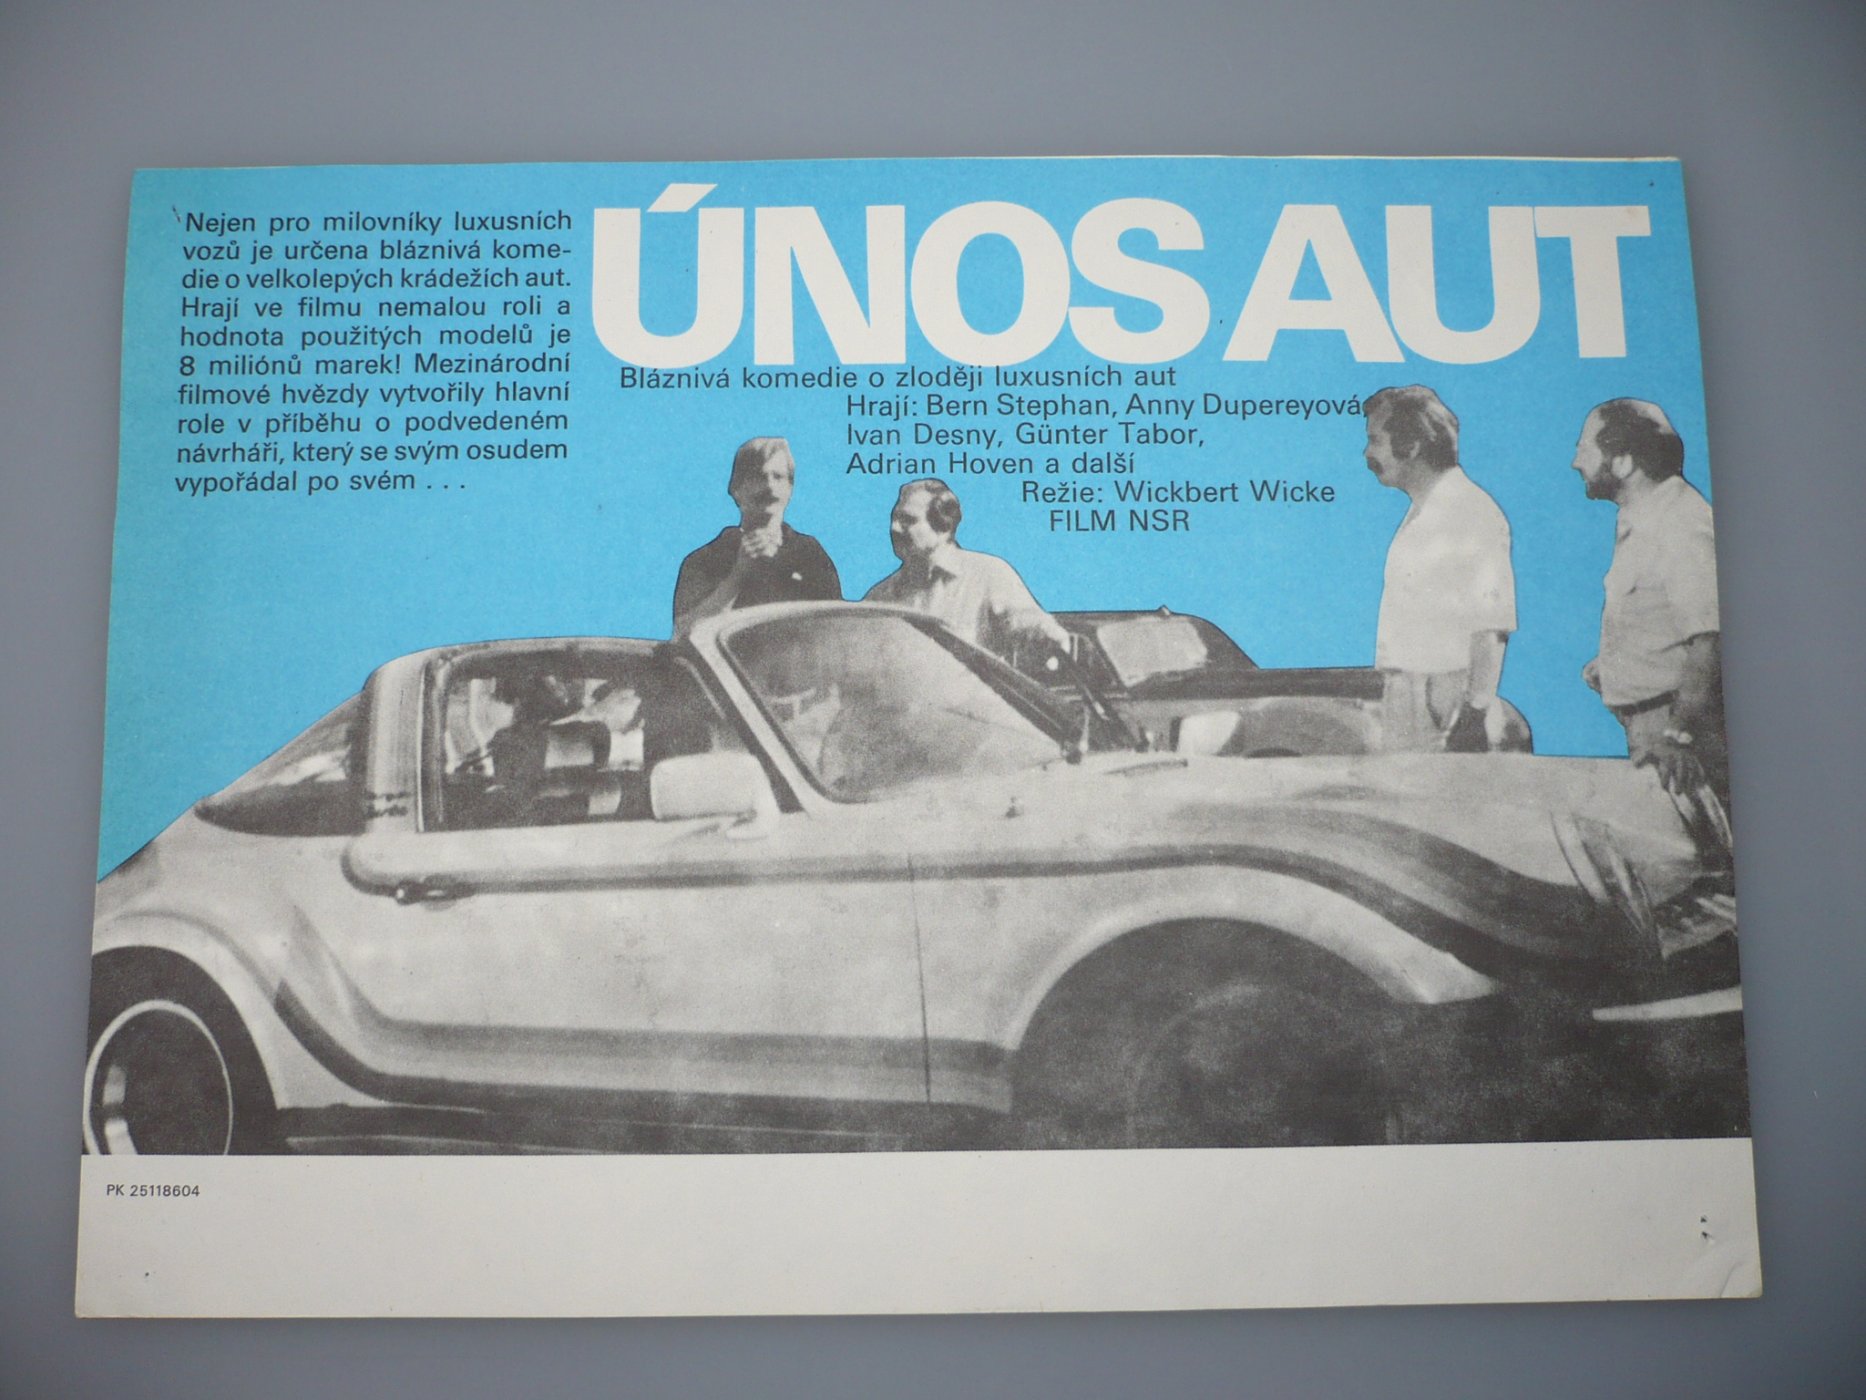 ÚNOS AUT
Nejen pro milovníky luxusních
vozů je určena bláznivá kome-
die o velkolepých krádežích aut.
Hrají ve filmu nemalou roli a
hodnota použitých modelů je
8 miliónů marek! Mezinárodní
filmové hvězdy vytvořily hlavní
role v příběhu o podvedeném
návrháři, který se svým osudem
vypořádal po svém . . .
Bláznivá komedie o zloději luxusních aut
Hrají: Bern Stephan, Anny Dupereyová,
Ivan Desny, Günter Tabor,
Adrian Hoven a další
Režie: Wickbert Wicke
FILM NSR
PK 25118604